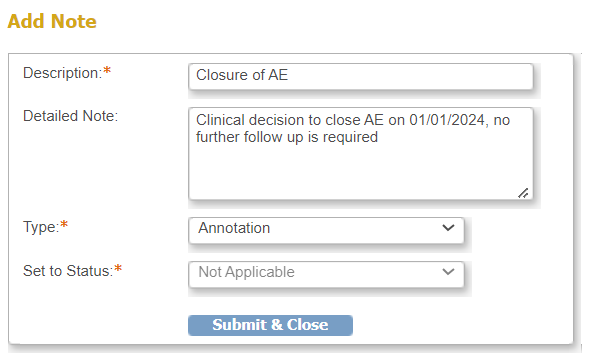 Add Note
Description:*
Closure of AE
Detailed Note:
Clinical decision to close AE on 01/01/2024, no
further follow up is required
Type:*
Annotation
Set to Status:*
Not Applicable
Submit & Close